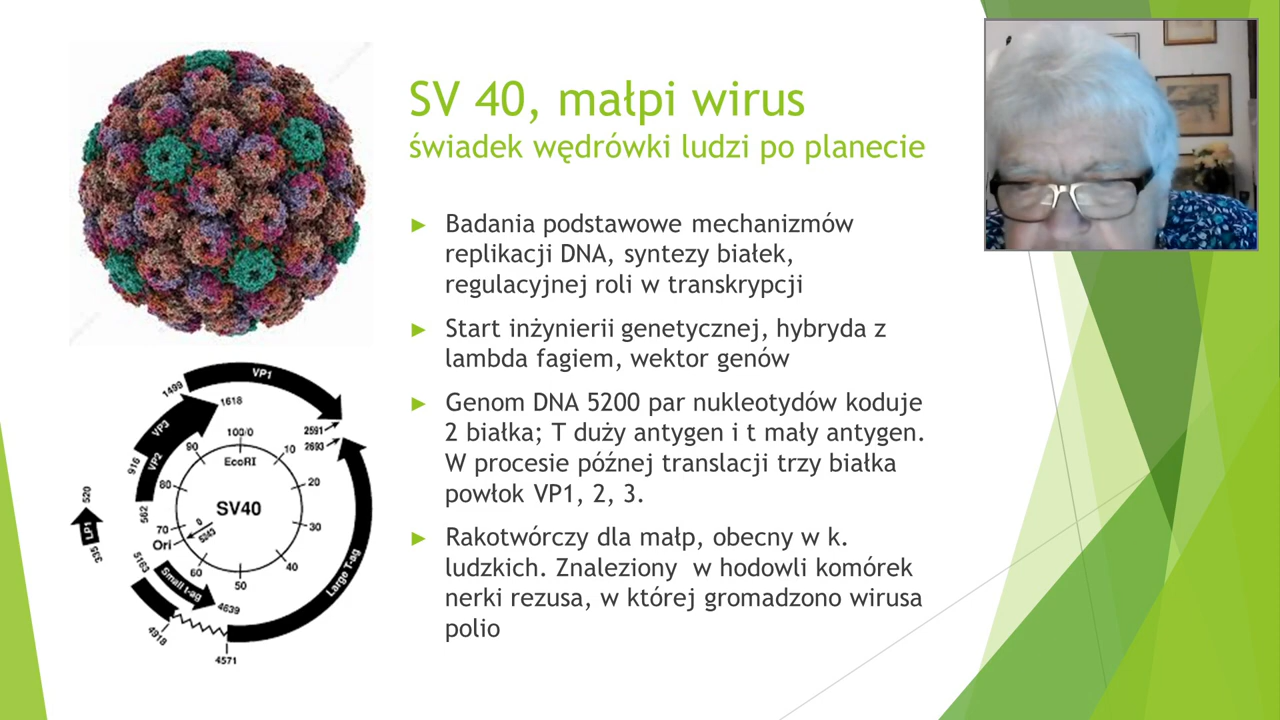 SV 40, małpi wirus
świadek wędrówki ludzi po planecie
► Badania podstawowe mechanizmów
replikacji DNA, syntezy białek,
regulacyjnej roli w transkrypcji
► Start inżynierii genetycznej, hybryda z
lambda fagiem, wektor genów
► Genom DNA 5200 par nukleotydów koduje
2 białka; T duży antygen i t mały antygen.
W procesie późnej translacji trzy białka
powłok VP1, 2, 3.
► Rakotwórczy dla małp, obecny w k.
ludzkich. Znaleziony w hodowli komórek
nerki rezusa, w której gromadzono wirusa
polio
VP1
1499
1618
VP3
2591
2693
100/0
90
10
EcoRI
916
VP2
80
20
520
562
SV40
LP1
70
0
5243
30
Ori
335
5163
60
40
50
Small t-ag
Large T-ag
4639
4918
4571